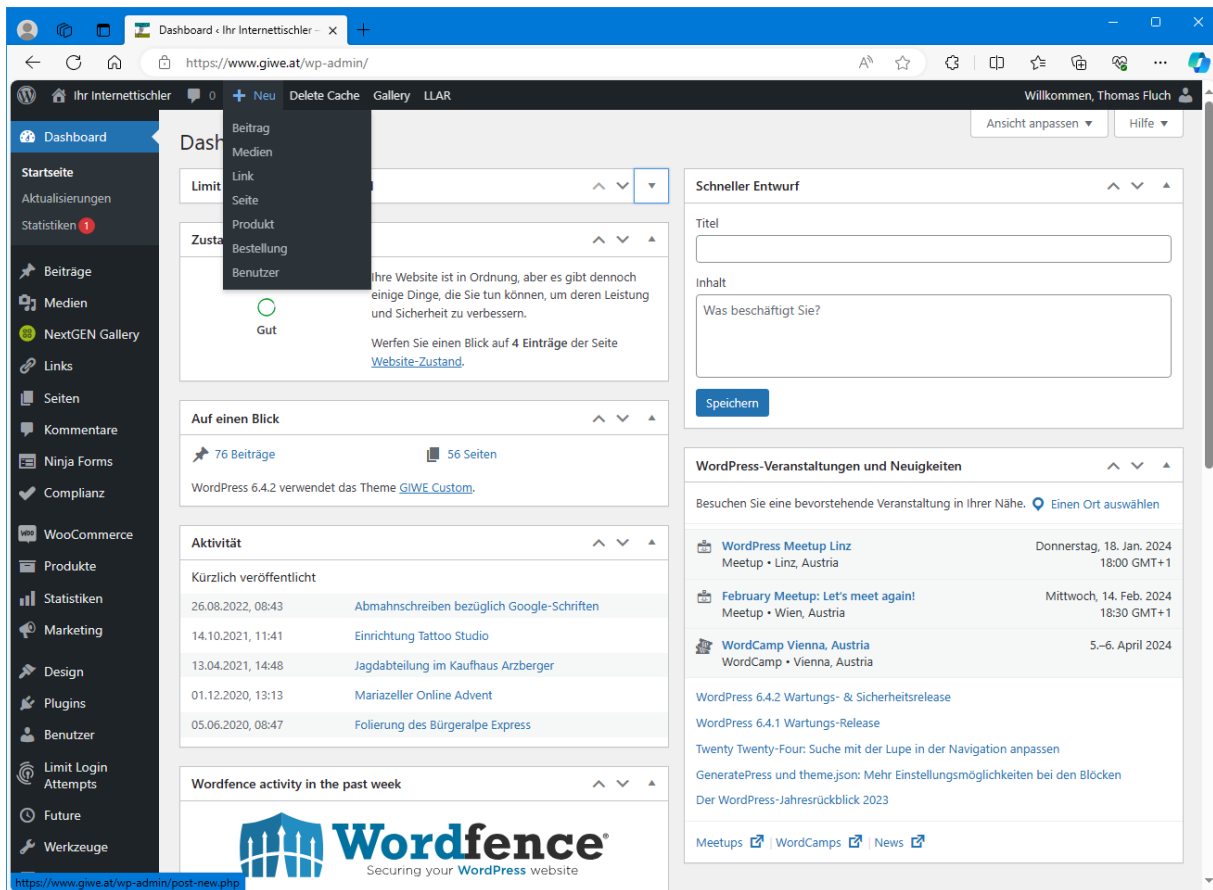 Dashboard ‹ Ihr Internettischler –
https://www.giwe.at/wp-admin/
Ihr Internettischler 0 Neu Delete Cache Gallery LLAR Willkommen, Thomas Fluch
Beitrag
Medien
Link
Seite
Produkt
Bestellung
Benutzer
Ansicht anpassen
Hilfe
Dashboard
Startseite
Aktualisierungen
Statistiken 1
Beiträge
Medien
NextGEN Gallery
Links
Seiten
Kommentare
Ninja Forms
Complianz
WooCommerce
Produkte
Statistiken
Marketing
Design
Plugins
Benutzer
Limit Login
Attempts
Future
Werkzeuge
Dash
Limit
Zusta
Gut
Ihre Website ist in Ordnung, aber es gibt dennoch
einige Dinge, die Sie tun können, um deren Leistung
und Sicherheit zu verbessern.
Werfen Sie einen Blick auf 4 Einträge der Seite
Website-Zustand.
Auf einen Blick
76 Beiträge 56 Seiten
WordPress 6.4.2 verwendet das Theme GIWE Custom.
Aktivität
Kürzlich veröffentlicht
26.08.2022, 08:43 Abmahnschreiben bezüglich Google-Schriften
14.10.2021, 11:41 Einrichtung Tattoo Studio
13.04.2021, 14:48 Jagdabteilung im Kaufhaus Arzberger
01.12.2020, 13:13 Mariazeller Online Advent
05.06.2020, 08:47 Folierung des Bürgeralpe Express
Wordfence activity in the past week
Wordfence®
Securing your WordPress website
Schneller Entwurf
Titel
Inhalt
Was beschäftigt Sie?
Speichern
WordPress-Veranstaltungen und Neuigkeiten
Besuchen Sie eine bevorstehende Veranstaltung in Ihrer Nähe. Einen Ort auswählen
WordPress Meetup Linz Donnerstag, 18. Jan. 2024
Meetup • Linz, Austria 18:00 GMT+1
February Meetup: Let's meet again! Mittwoch, 14. Feb. 2024
Meetup • Wien, Austria 18:30 GMT+1
WordCamp Vienna, Austria 5.–6. April 2024
WordCamp • Vienna, Austria
WordPress 6.4.2 Wartungs- & Sicherheitsrelease
WordPress 6.4.1 Wartungs-Release
Twenty Twenty-Four: Suche mit der Lupe in der Navigation anpassen
GeneratePress und theme.json: Mehr Einstellungsmöglichkeiten bei den Blöcken
Der WordPress-Jahresrückblick 2023
Meetups | WordCamps | News
https://www.giwe.at/wp-admin/post-new.php